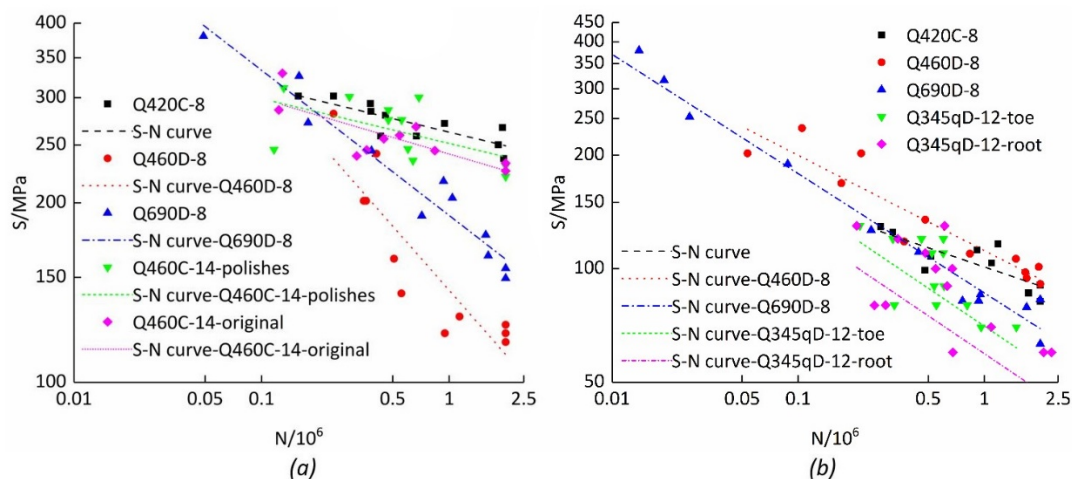 (a)
S/MPa
400
350
300
250
200
150
100
Q420C-8
S-N curve
Q460D-8
S-N curve-Q460D-8
Q690D-8
S-N curve-Q690D-8
Q460C-14-polishes
S-N curve-Q460C-14-polishes
Q460C-14-original
S-N curve-Q460C-14-original
0.01 0.1 0.5 1 2.5
N/10⁶
(a)
(b)
S/MPa
450
400
350
300
250
200
150
100
50
Q420C-8
Q460D-8
Q690D-8
Q345qD-12-toe
Q345qD-12-root
S-N curve
S-N curve-Q460D-8
S-N curve-Q690D-8
S-N curve-Q345qD-12-toe
S-N curve-Q345qD-12-root
0.01 0.1 0.5 1 2.5
N/10⁶
(b)